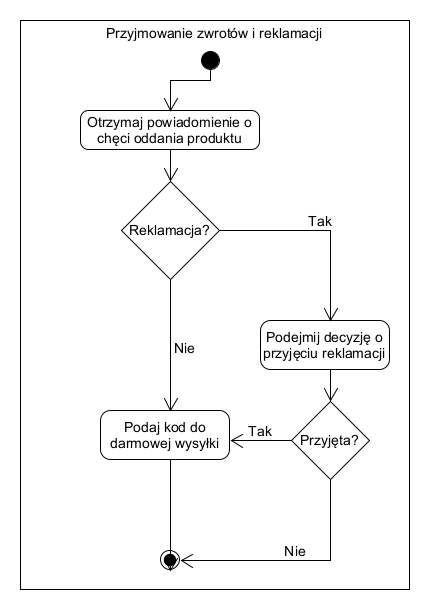 Przyjmowanie zwrotów i reklamacji
Otrzymaj powiadomienie o
chęci oddania produktu
Reklamacja?
Tak
Nie
Podejmij decyzję o
przyjęciu reklamacji
Podaj kod do
darmowej wysyłki
Tak
Przyjęta?
Nie